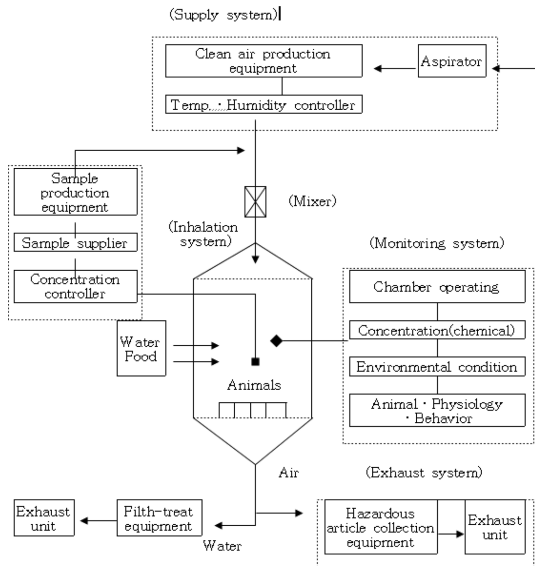 (Supply system)
Clean air production
equipment
Aspirator
Temp.‥Humidity controller
Sample
production
equipment
Sample supplier
Concentration
controller
(Mixer)
(Inhalation
system)
(Monitoring system)
Chamber operating
Concentration(chemical)
Environmental condition
Animal・Physiology
・Behavior
Water
Food
Animals
Air
(Exhaust system)
Exhaust
unit
Filth-treat
equipment
Water
Hazardous
article collection
equipment
Exhaust
unit